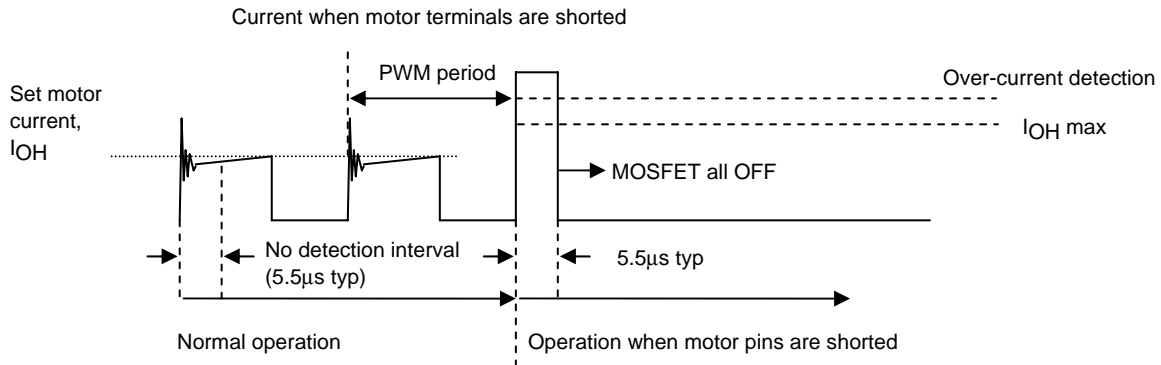 Current when motor terminals are shorted
PWM period
Over-current detection
Set motor
current,
IOH
IOH max
MOSFET all OFF
No detection interval
(5.5μs typ)
5.5μs typ
Normal operation
Operation when motor pins are shorted